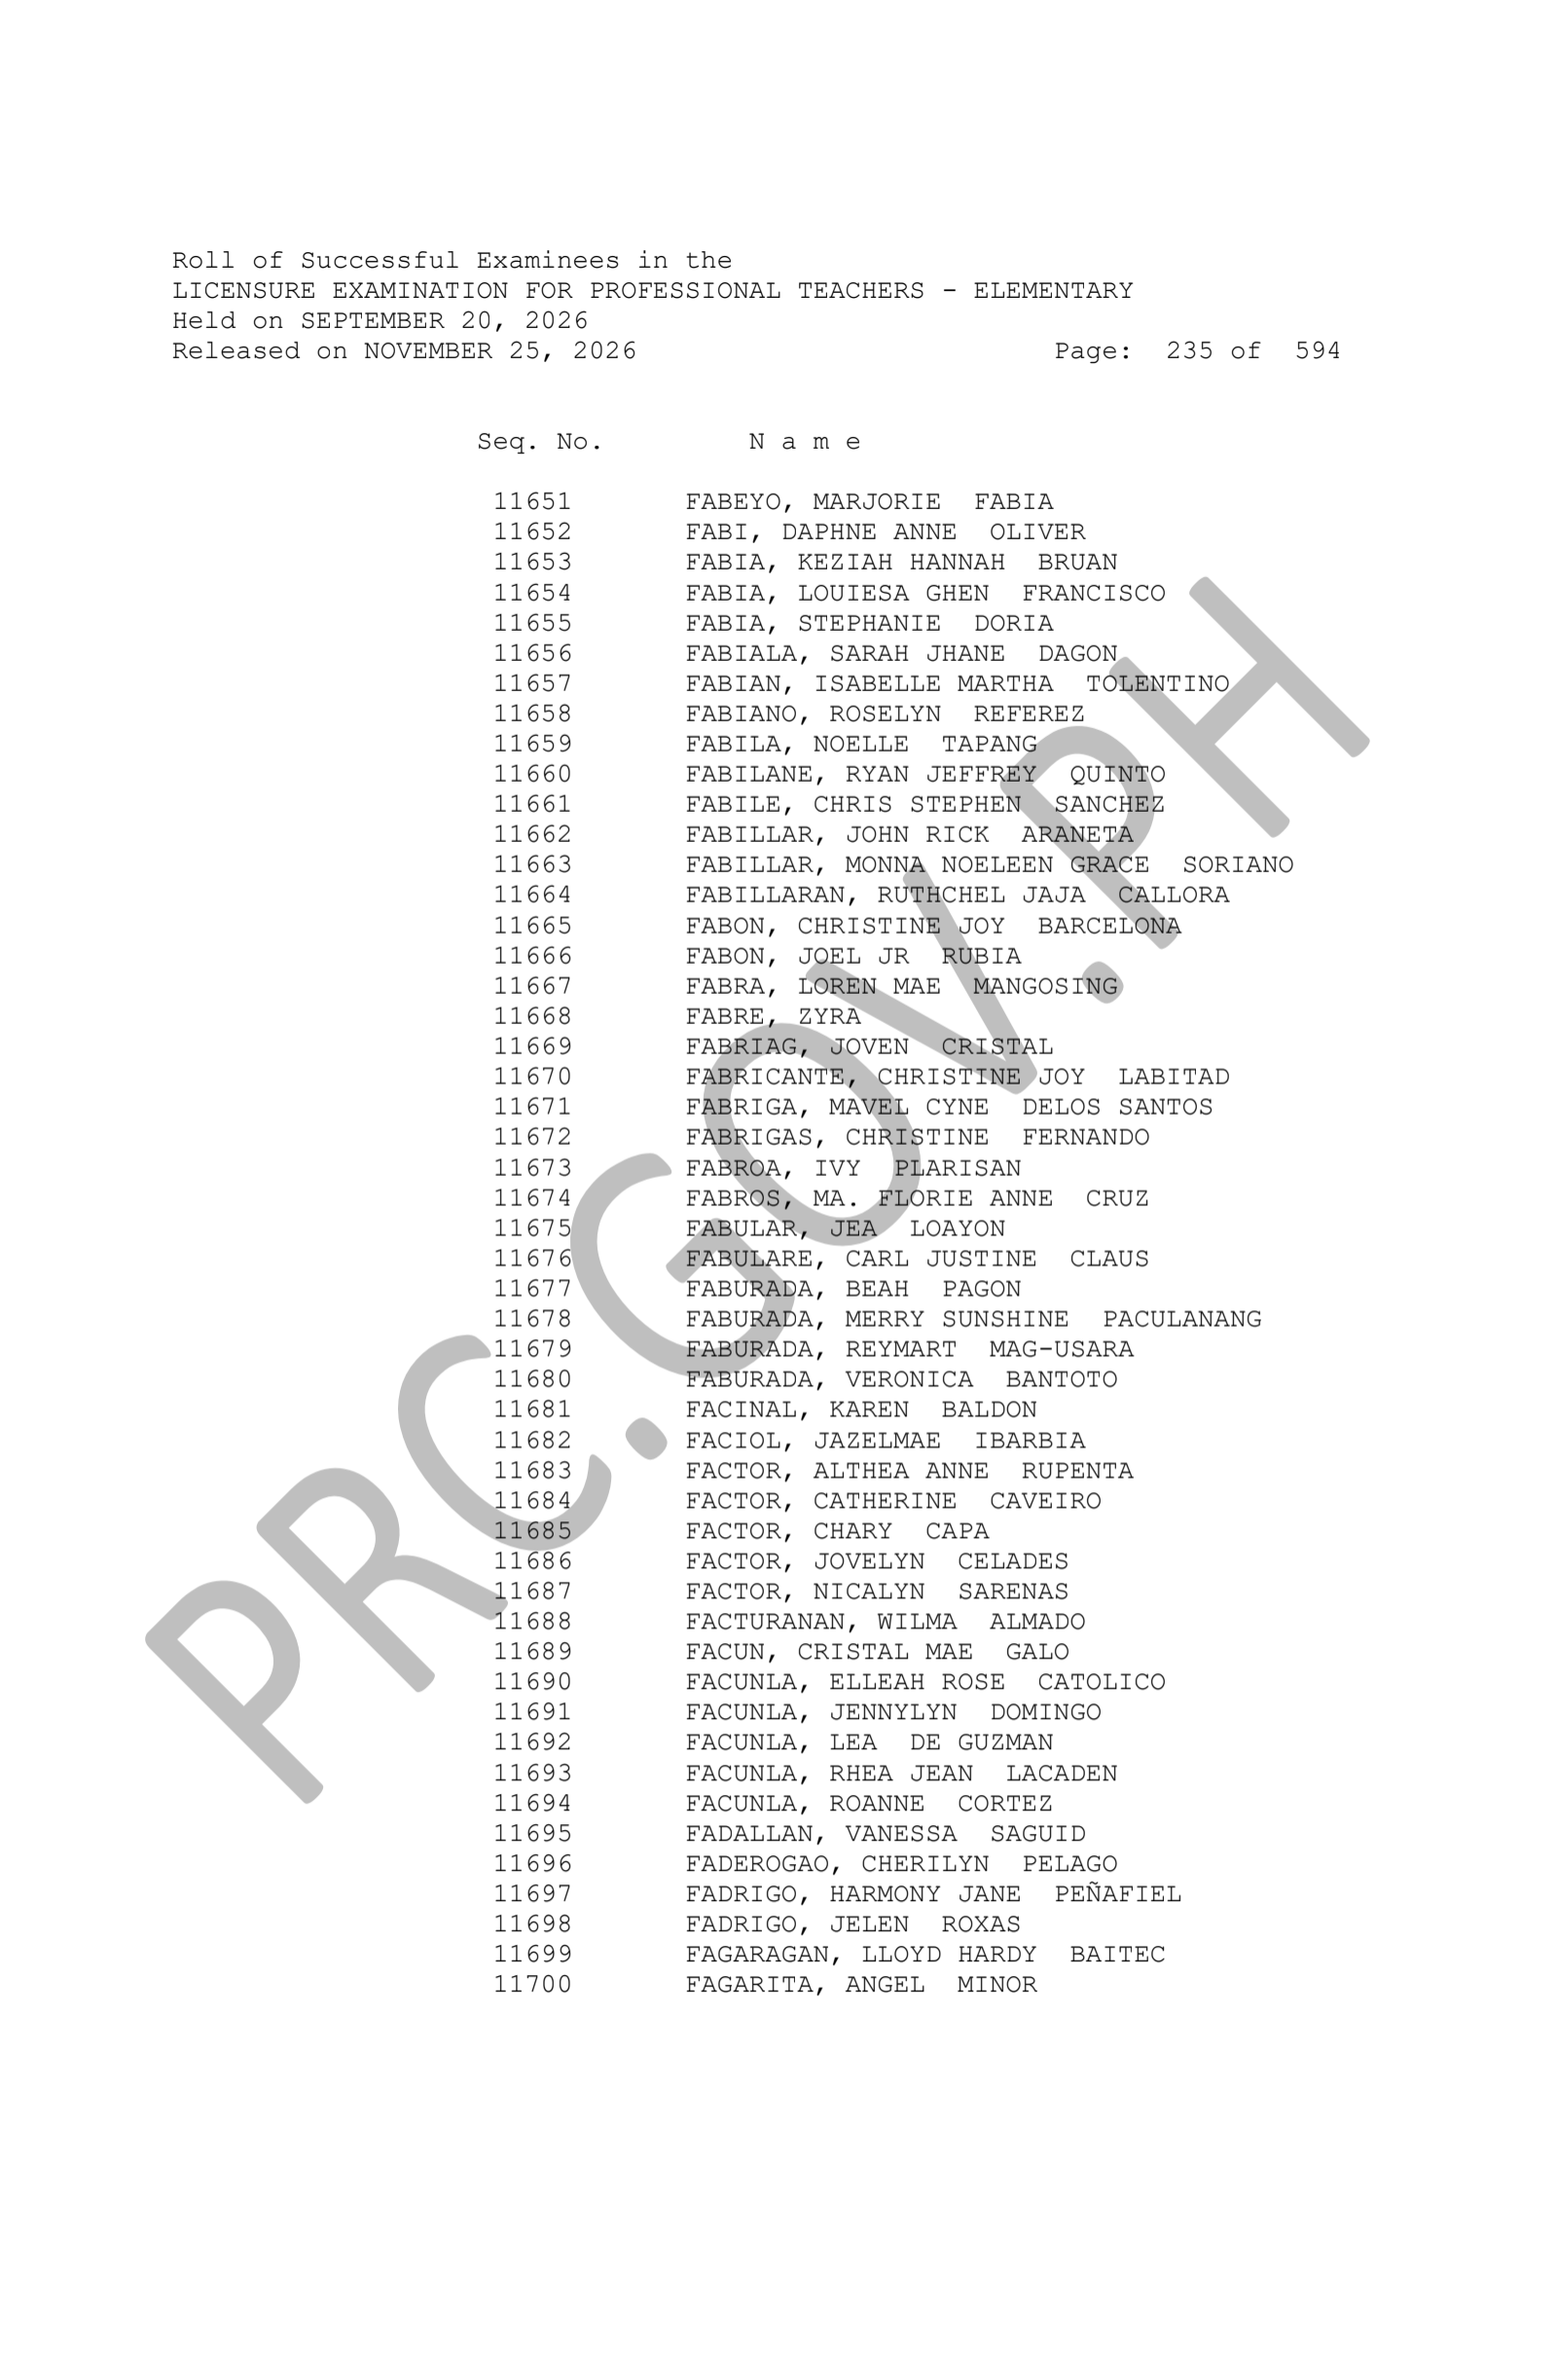 Roll of Successful Examinees in the
LICENSURE EXAMINATION FOR PROFESSIONAL TEACHERS - ELEMENTARY
Held on SEPTEMBER 20, 2026
Released on NOVEMBER 25, 2026 Page: 235 of 594
Seq. No. N a m e
11651 FABEYO, MARJORIE FABIA
11652 FABI, DAPHNE ANNE OLIVER
11653 FABIA, KEZIAH HANNAH BRUAN
11654 FABIA, LOUIESA GHEN FRANCISCO
11655 FABIA, STEPHANIE DORIA
11656 FABIALA, SARAH JHANE DAGON
11657 FABIAN, ISABELLE MARTHA TOLENTINO
11658 FABIANO, ROSELYN REFEREZ
11659 FABILA, NOELLE TAPANG
11660 FABILANE, RYAN JEFFREY QUINTO
11661 FABILE, CHRIS STEPHEN SANCHEZ
11662 FABILLAR, JOHN RICK ARANETA
11663 FABILLAR, MONNA NOELEEN GRACE SORIANO
11664 FABILLARAN, RUTHCHEL JAJA CALLORA
11665 FABON, CHRISTINE JOY BARCELONA
11666 FABON, JOEL JR RUBIA
11667 FABRA, LOREN MAE MANGOSING
11668 FABRE, ZYRA
11669 FABRIAG, JOVEN CRISTAL
11670 FABRICANTE, CHRISTINE JOY LABITAD
11671 FABRIGA, MAVEL CYNE DELOS SANTOS
11672 FABRIGAS, CHRISTINE FERNANDO
11673 FABROA, IVY PLARISAN
11674 FABROS, MA. FLORIE ANNE CRUZ
11675 FABULAR, JEA LOAYON
11676 FABULARE, CARL JUSTINE CLAUS
11677 FABURADA, BEAH PAGON
11678 FABURADA, MERRY SUNSHINE PACULANANG
11679 FABURADA, REYMART MAG-USARA
11680 FABURADA, VERONICA BANTOTO
11681 FACINAL, KAREN BALDON
11682 FACIOL, JAZELMAE IBARBIA
11683 FACTOR, ALTHEA ANNE RUPENTA
11684 FACTOR, CATHERINE CAVEIRO
11685 FACTOR, CHARY CAPA
11686 FACTOR, JOVELYN CELADES
11687 FACTOR, NICALYN SARENAS
11688 FACTURANAN, WILMA ALMADO
11689 FACUN, CRISTAL MAE GALO
11690 FACUNLA, ELLEAH ROSE CATOLICO
11691 FACUNLA, JENNYLYN DOMINGO
11692 FACUNLA, LEA DE GUZMAN
11693 FACUNLA, RHEA JEAN LACADEN
11694 FACUNLA, ROANNE CORTEZ
11695 FADALLAN, VANESSA SAGUID
11696 FADEROGAO, CHERILYN PELAGO
11697 FADRIGO, HARMONY JANE PEÑAFIEL
11698 FADRIGO, JELEN ROXAS
11699 FAGARAGAN, LLOYD HARDY BAITEC
11700 FAGARITA, ANGEL MINOR
PRC.GOV.PH